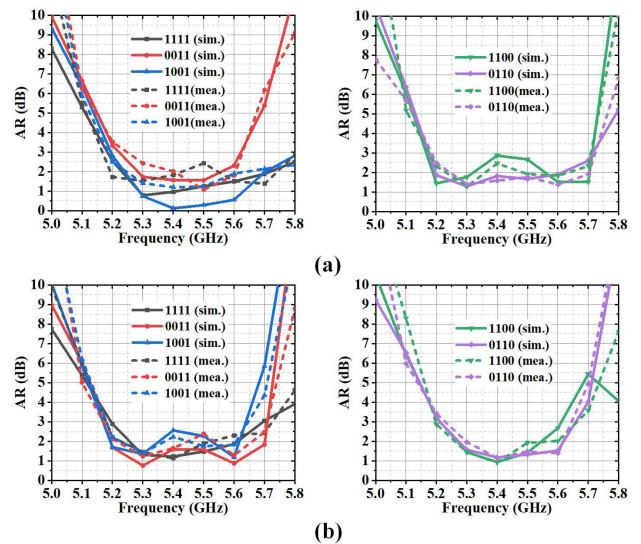 10
9
8
7
6
5
4
3
2
1
0
AR (dB)
1111 (sim.)
0011 (sim.)
1001 (sim.)
1111(mea.)
0011(mea.)
1001(mea.)
5.0 5.1 5.2 5.3 5.4 5.5 5.6 5.7 5.8
Frequency (GHz)
10
9
8
7
6
5
4
3
2
1
0
AR (dB)
1100 (sim.)
0110 (sim.)
1100(mea.)
0110(mea.)
5.0 5.1 5.2 5.3 5.4 5.5 5.6 5.7 5.8
Frequency (GHz)
(a)
10
9
8
7
6
5
4
3
2
1
0
AR (dB)
1111 (sim.)
0011 (sim.)
1001 (sim.)
1111 (mea.)
0011 (mea.)
1001 (mea.)
5.0 5.1 5.2 5.3 5.4 5.5 5.6 5.7 5.8
Frequency (GHz)
10
9
8
7
6
5
4
3
2
1
0
AR (dB)
1100 (sim.)
0110 (sim.)
1100 (mea.)
0110 (mea.)
5.0 5.1 5.2 5.3 5.4 5.5 5.6 5.7 5.8
Frequency (GHz)
(b)